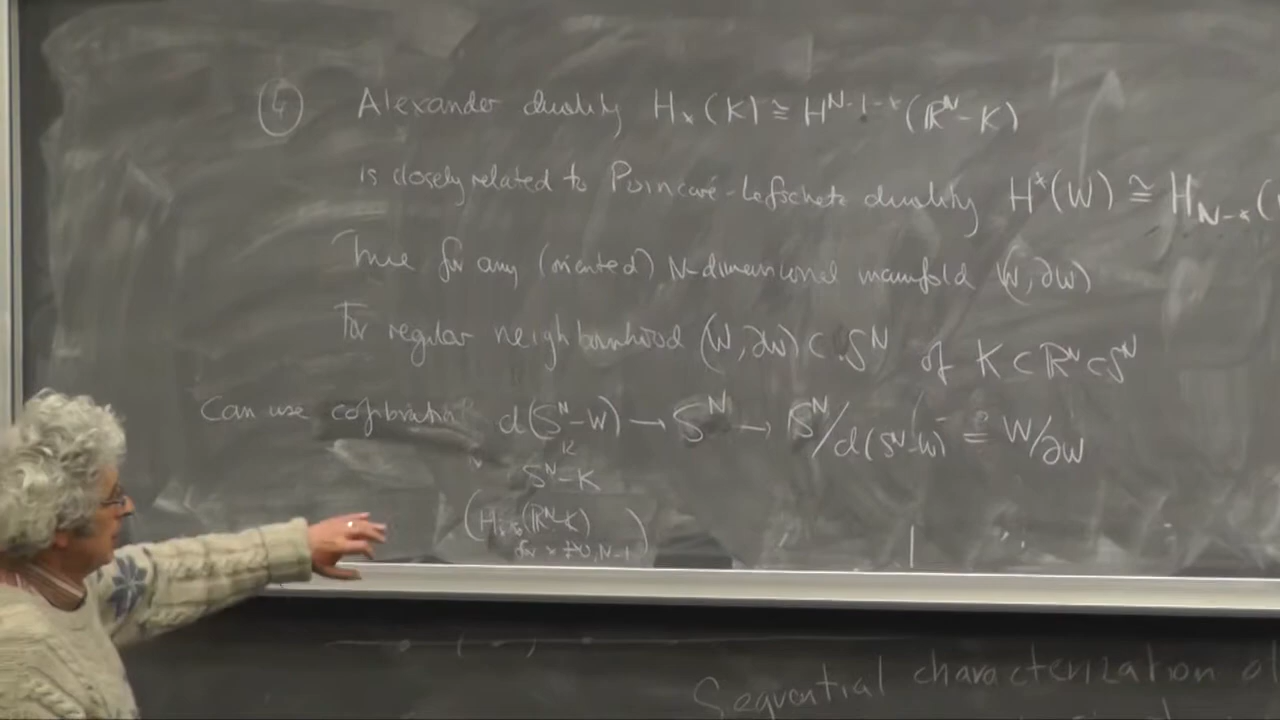 ④ Alexander duality H_*(K) ≅ H^{N-1-*}(ℝ^N - K)
is closely related to Poincaré-Lefschetz duality H^*(W) ≅ H_{N-*}(
True for any (oriented) N-dimensional manifold (W, ∂W)
For regular neighbourhood (W, ∂W) ⊂ S^N of K ⊂ ℝ^N ⊂ S^N
Can use cofibration cl(S^N-W) → S^N → S^N/cl(S^N-W) = W/∂W
S^N-K
(ℝ^N-K)
for * ≠ 0, N-1)
Sequential characterization of